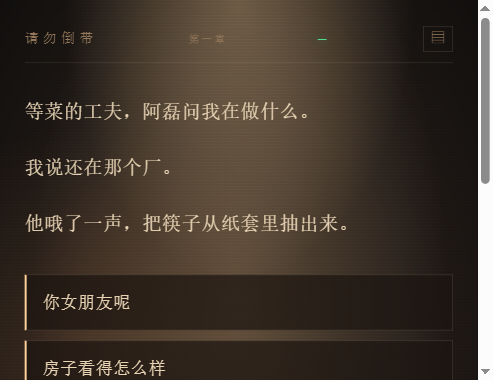 请勿倒带
第一章
—
等菜的工夫，阿磊问我在做什么。
我说还在那个厂。
他哦了一声，把筷子从纸套里抽出来。
你女朋友呢
房子看得怎么样